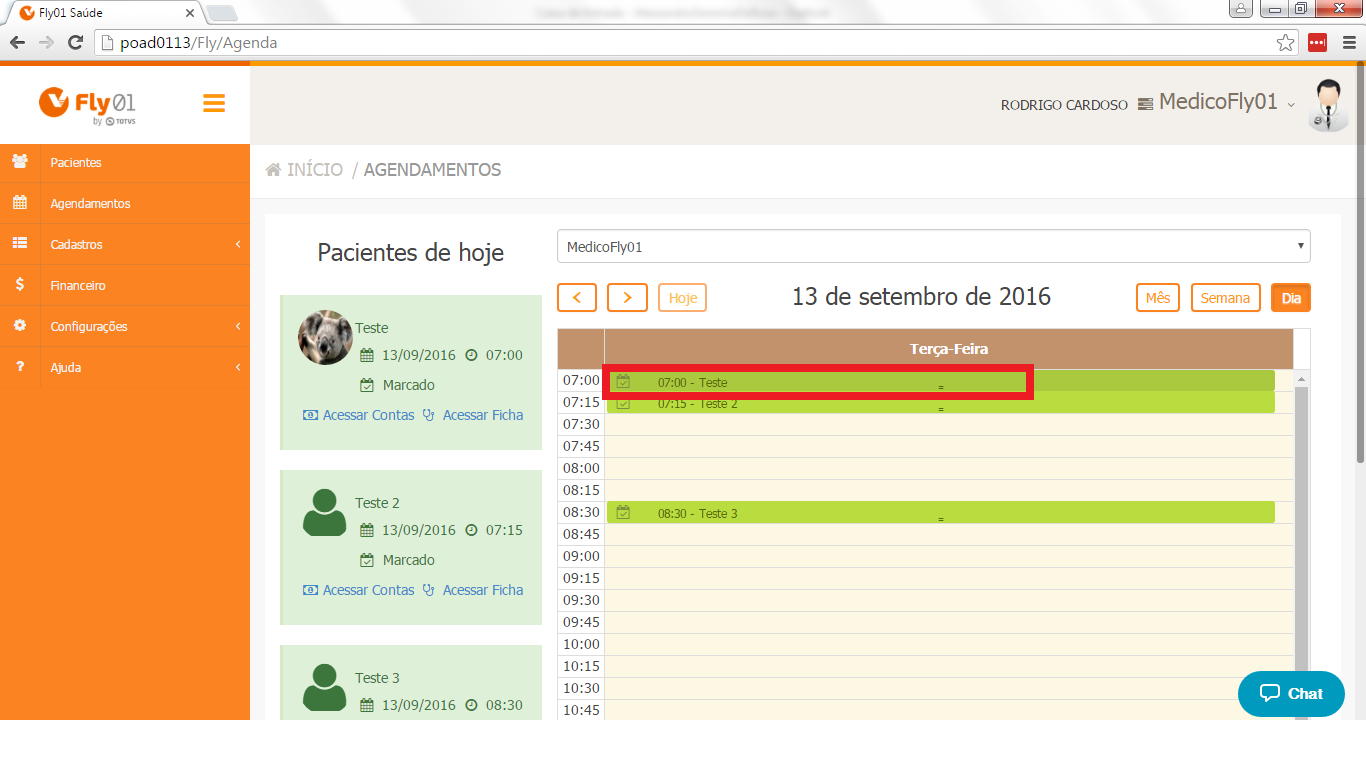 Fly01 Saúde
poad0113/Fly/Agenda
Fly01
by TOTVS
RODRIGO CARDOSO MedicoFly01
Pacientes
Agendamentos
Cadastros
Financeiro
Configurações
Ajuda
INÍCIO / AGENDAMENTOS
Pacientes de hoje
Teste
13/09/2016 07:00
Marcado
Acessar Contas Acessar Ficha
Teste 2
13/09/2016 07:15
Marcado
Acessar Contas Acessar Ficha
Teste 3
13/09/2016 08:30
MedicoFly01
< > Hoje
13 de setembro de 2016
Mês Semana Dia
Terça-Feira
07:00 07:00 - Teste =
07:15 07:15 - Teste 2 =
07:30
07:45
08:00
08:15
08:30 08:30 - Teste 3 =
08:45
09:00
09:15
09:30
09:45
10:00
10:15
10:30
10:45
Chat